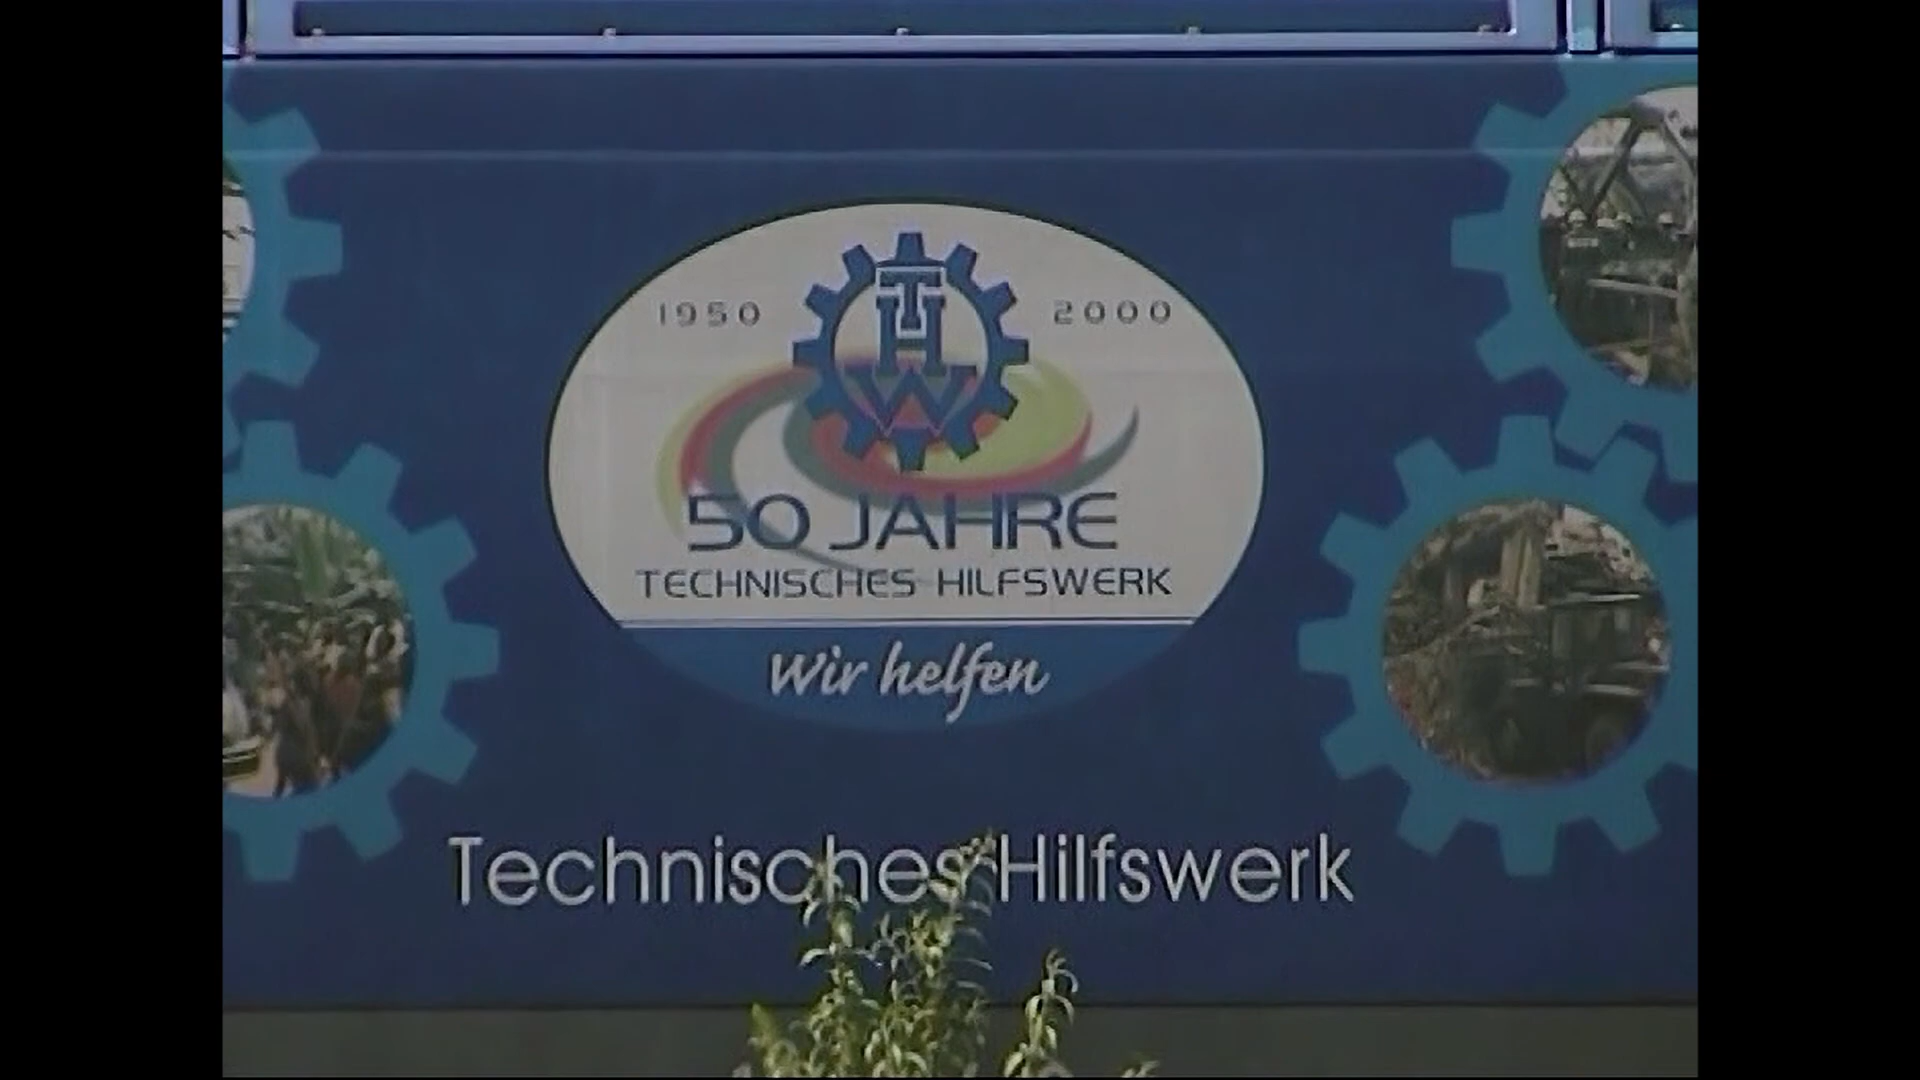 1950 2000
THW
50 JAHRE
TECHNISCHES HILFSWERK
Wir helfen
Technisches Hilfswerk